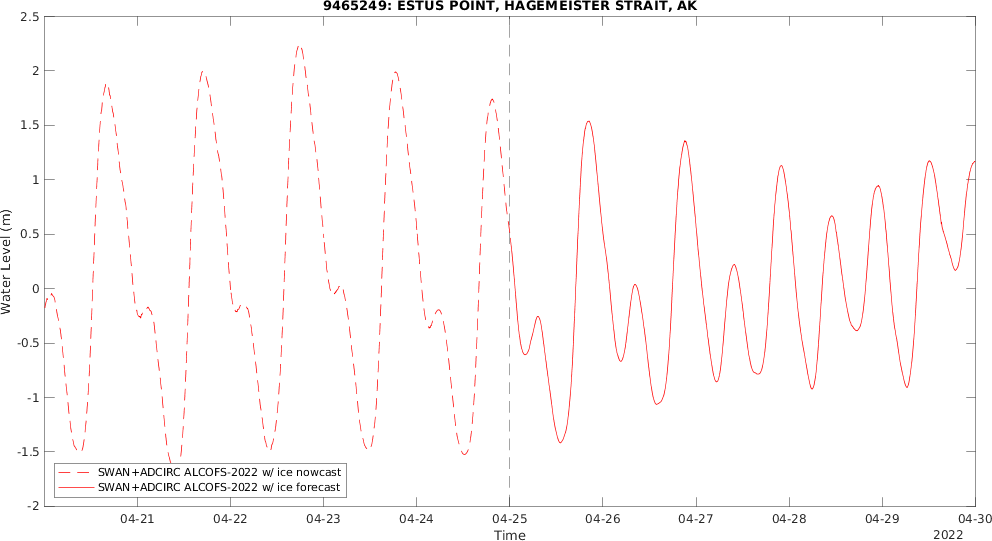 9465249: ESTUS POINT, HAGEMEISTER STRAIT, AK
2.5
2
1.5
1
0.5
0
-0.5
-1
-1.5
-2
Water Level (m)
SWAN+ADCIRC ALCOFS-2022 w/ ice nowcast
SWAN+ADCIRC ALCOFS-2022 w/ ice forecast
04-21 04-22 04-23 04-24 04-25 04-26 04-27 04-28 04-29 04-30
Time
2022